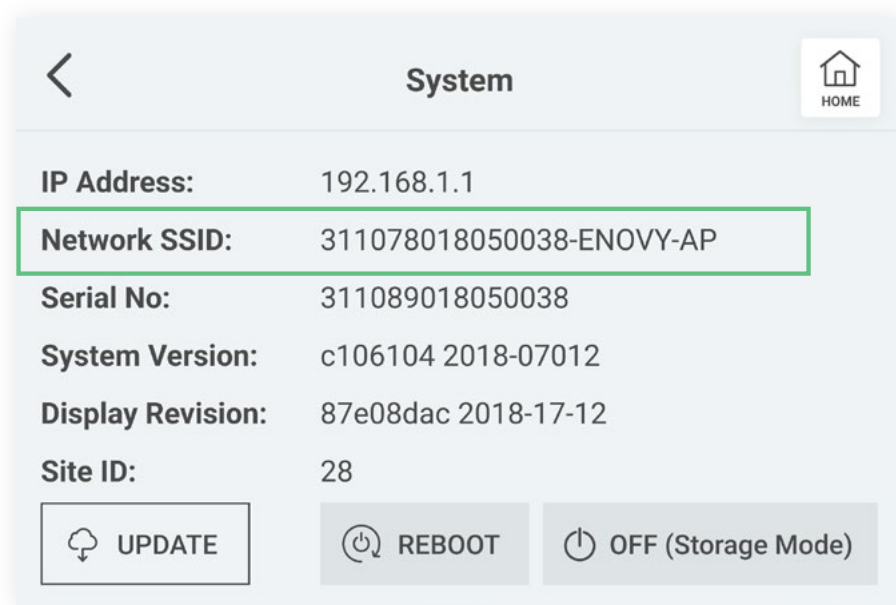 System
HOME
IP Address: 192.168.1.1
Network SSID: 311078018050038-ENOVY-AP
Serial No: 311089018050038
System Version: c106104 2018-07012
Display Revision: 87e08dac 2018-17-12
Site ID: 28
UPDATE REBOOT OFF (Storage Mode)